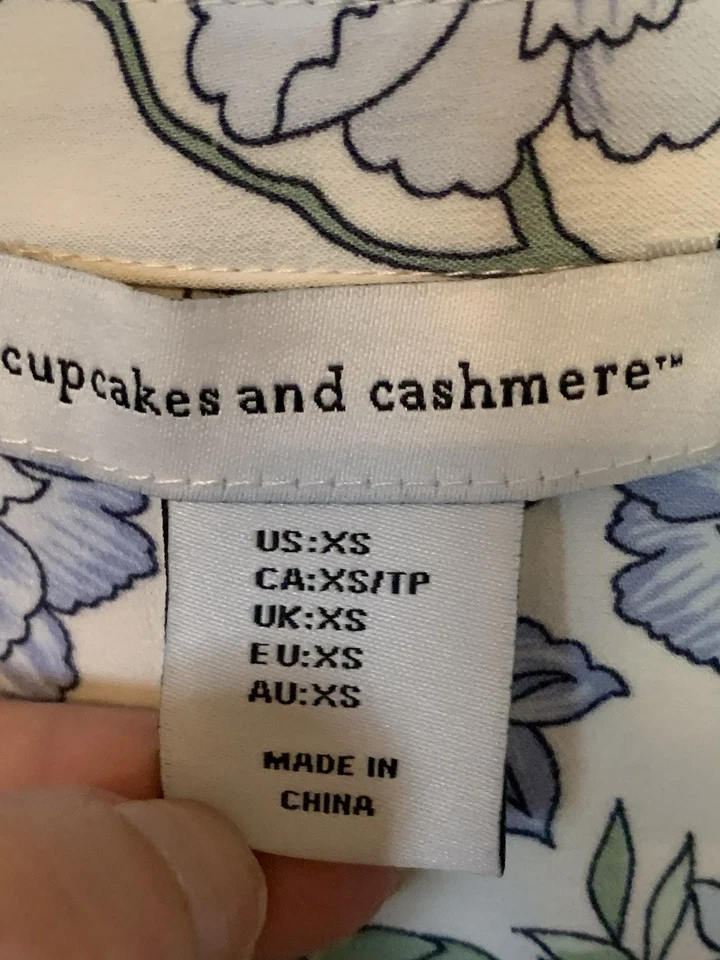 cupcakes and cashmere™
US:XS
CA:XS/TP
UK:XS
EU:XS
AU:XS
MADE IN
CHINA